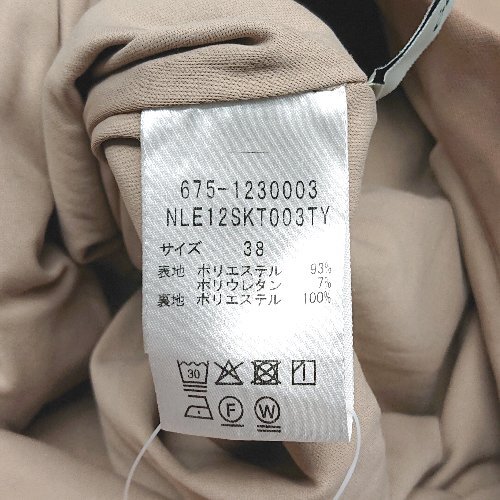 675-1230003
NLE12SKT003TY
サイズ 38
表地 ポリエステル 93%
ポリウレタン 7%
裏地 ポリエステル 100%
30
F W